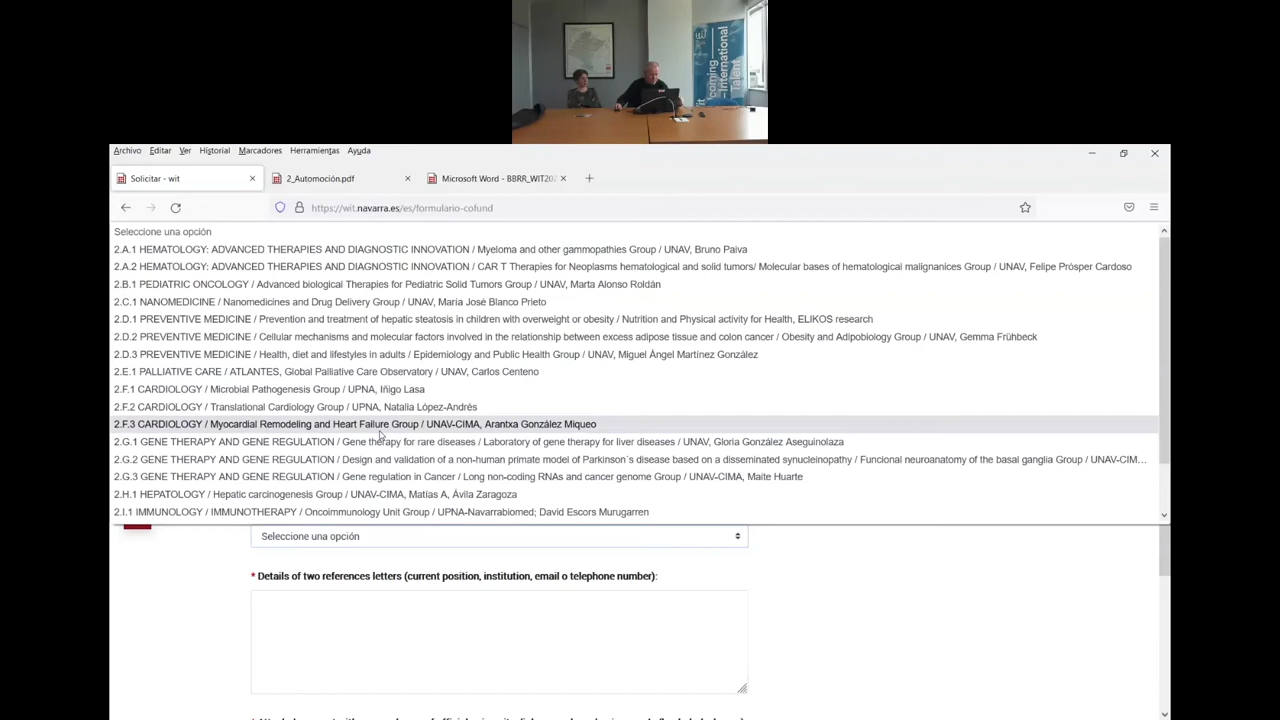 wit
coming
International
Talent
Archivo Editar Ver Historial Marcadores Herramientas Ayuda
Solicitar - wit
2_Automoción.pdf
Microsoft Word - BBRR_WIT202
https://wit.navarra.es/es/formulario-cofund
Seleccione una opción
2.A.1 HEMATOLOGY: ADVANCED THERAPIES AND DIAGNOSTIC INNOVATION / Myeloma and other gammopathies Group / UNAV, Bruno Paiva
2.A.2 HEMATOLOGY: ADVANCED THERAPIES AND DIAGNOSTIC INNOVATION / CAR T Therapies for Neoplasms hematological and solid tumors/ Molecular bases of hematological malignanices Group / UNAV, Felipe Prósper Cardoso
2.B.1 PEDIATRIC ONCOLOGY / Advanced biological Therapies for Pediatric Solid Tumors Group / UNAV, Marta Alonso Roldán
2.C.1 NANOMEDICINE / Nanomedicines and Drug Delivery Group / UNAV, María José Blanco Prieto
2.D.1 PREVENTIVE MEDICINE / Prevention and treatment of hepatic steatosis in children with overweight or obesity / Nutrition and Physical activity for Health, ELIKOS research
2.D.2 PREVENTIVE MEDICINE / Cellular mechanisms and molecular factors involved in the relationship between excess adipose tissue and colon cancer / Obesity and Adipobiology Group / UNAV, Gemma Frühbeck
2.D.3 PREVENTIVE MEDICINE / Health, diet and lifestyles in adults / Epidemiology and Public Health Group / UNAV, Miguel Ángel Martínez González
2.E.1 PALLIATIVE CARE / ATLANTES, Global Palliative Care Observatory / UNAV, Carlos Centeno
2.F.1 CARDIOLOGY / Microbial Pathogenesis Group / UPNA, Iñigo Lasa
2.F.2 CARDIOLOGY / Translational Cardiology Group / UPNA, Natalia López-Andrés
2.F.3 CARDIOLOGY / Myocardial Remodeling and Heart Failure Group / UNAV-CIMA, Arantxa González Miqueo
2.G.1 GENE THERAPY AND GENE REGULATION / Gene therapy for rare diseases / Laboratory of gene therapy for liver diseases / UNAV, Gloria González Aseguinolaza
2.G.2 GENE THERAPY AND GENE REGULATION / Design and validation of a non-human primate model of Parkinson´s disease based on a disseminated synucleinopathy / Funcional neuroanatomy of the basal ganglia Group / UNAV-CIM...
2.G.3 GENE THERAPY AND GENE REGULATION / Gene regulation in Cancer / Long non-coding RNAs and cancer genome Group / UNAV-CIMA, Maite Huarte
2.H.1 HEPATOLOGY / Hepatic carcinogenesis Group / UNAV-CIMA, Matías A, Ávila Zaragoza
2.I.1 IMMUNOLOGY / IMMUNOTHERAPY / Oncoimmunology Unit Group / UPNA-Navarrabiomed; David Escors Murugarren
Seleccione una opción
* Details of two references letters (current position, institution, email o telephone number):